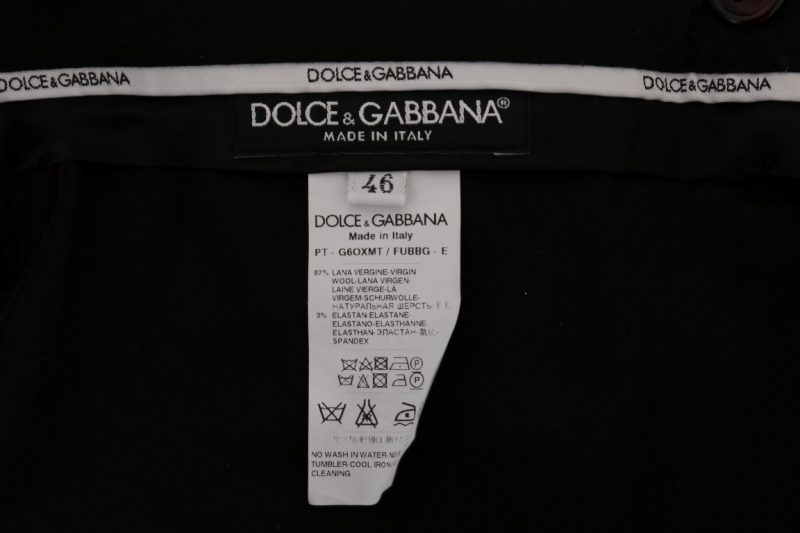 DOLCE&GABBANA DOLCE&GABBANA DOLCE&GABBANA
DOLCE & GABBANA®
MADE IN ITALY
46
DOLCE & GABBANA
Made in Italy
PT - G6OXMT / FUBBG - E
97% LANA VERGINE-VIRGIN
WOOL-LANA VIRGEN-
LAINE VIERGE-LÃ
VIRGEM-SCHURWOLLE-
НАТУРАЛЬНАЯ ШЕРСТЬ-
3% ELASTAN-ELASTANE-
ELASTANO-ELASTHANNE-
ELASTHAN-ЭЛАСТАН-
SPANDEX
NO WASH IN WATER-NO
TUMBLER-COOL IRON
CLEANING